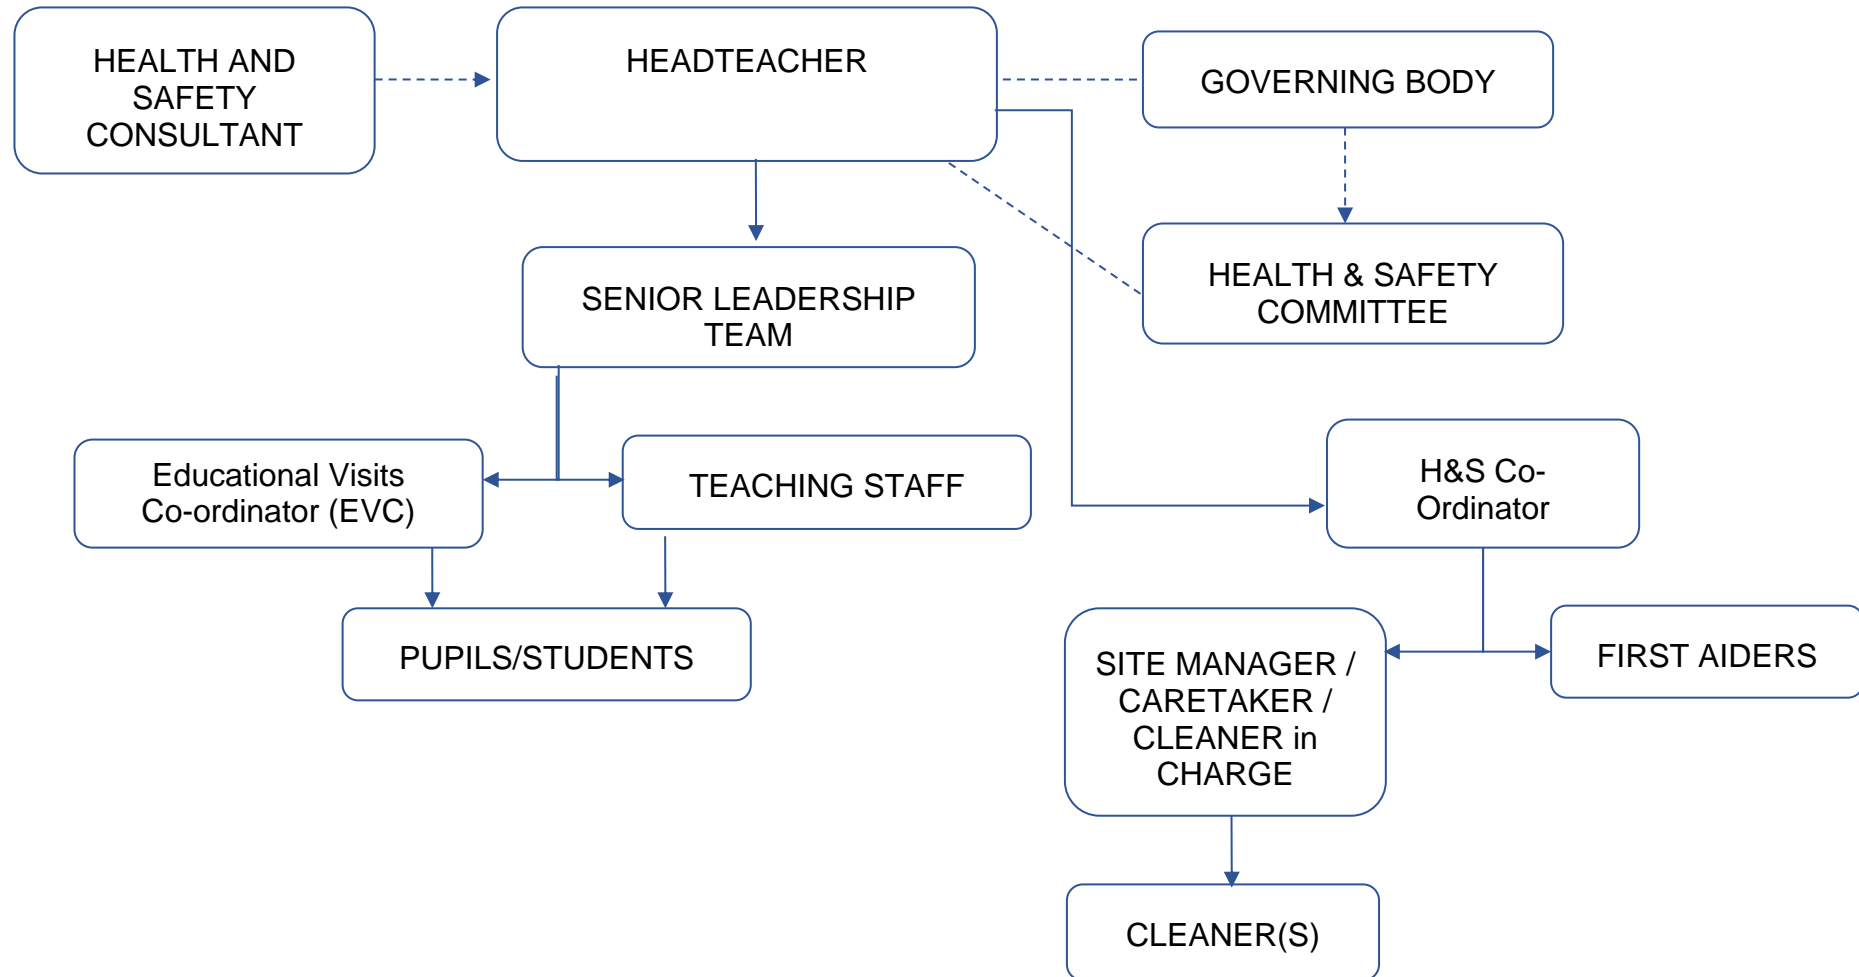 HEALTH AND
SAFETY
CONSULTANT
HEADTEACHER
GOVERNING BODY
SENIOR LEADERSHIP
TEAM
HEALTH & SAFETY
COMMITTEE
Educational Visits
Co-ordinator (EVC)
TEACHING STAFF
H&S Co-
Ordinator
PUPILS/STUDENTS
SITE MANAGER /
CARETAKER /
CLEANER in
CHARGE
FIRST AIDERS
CLEANER(S)